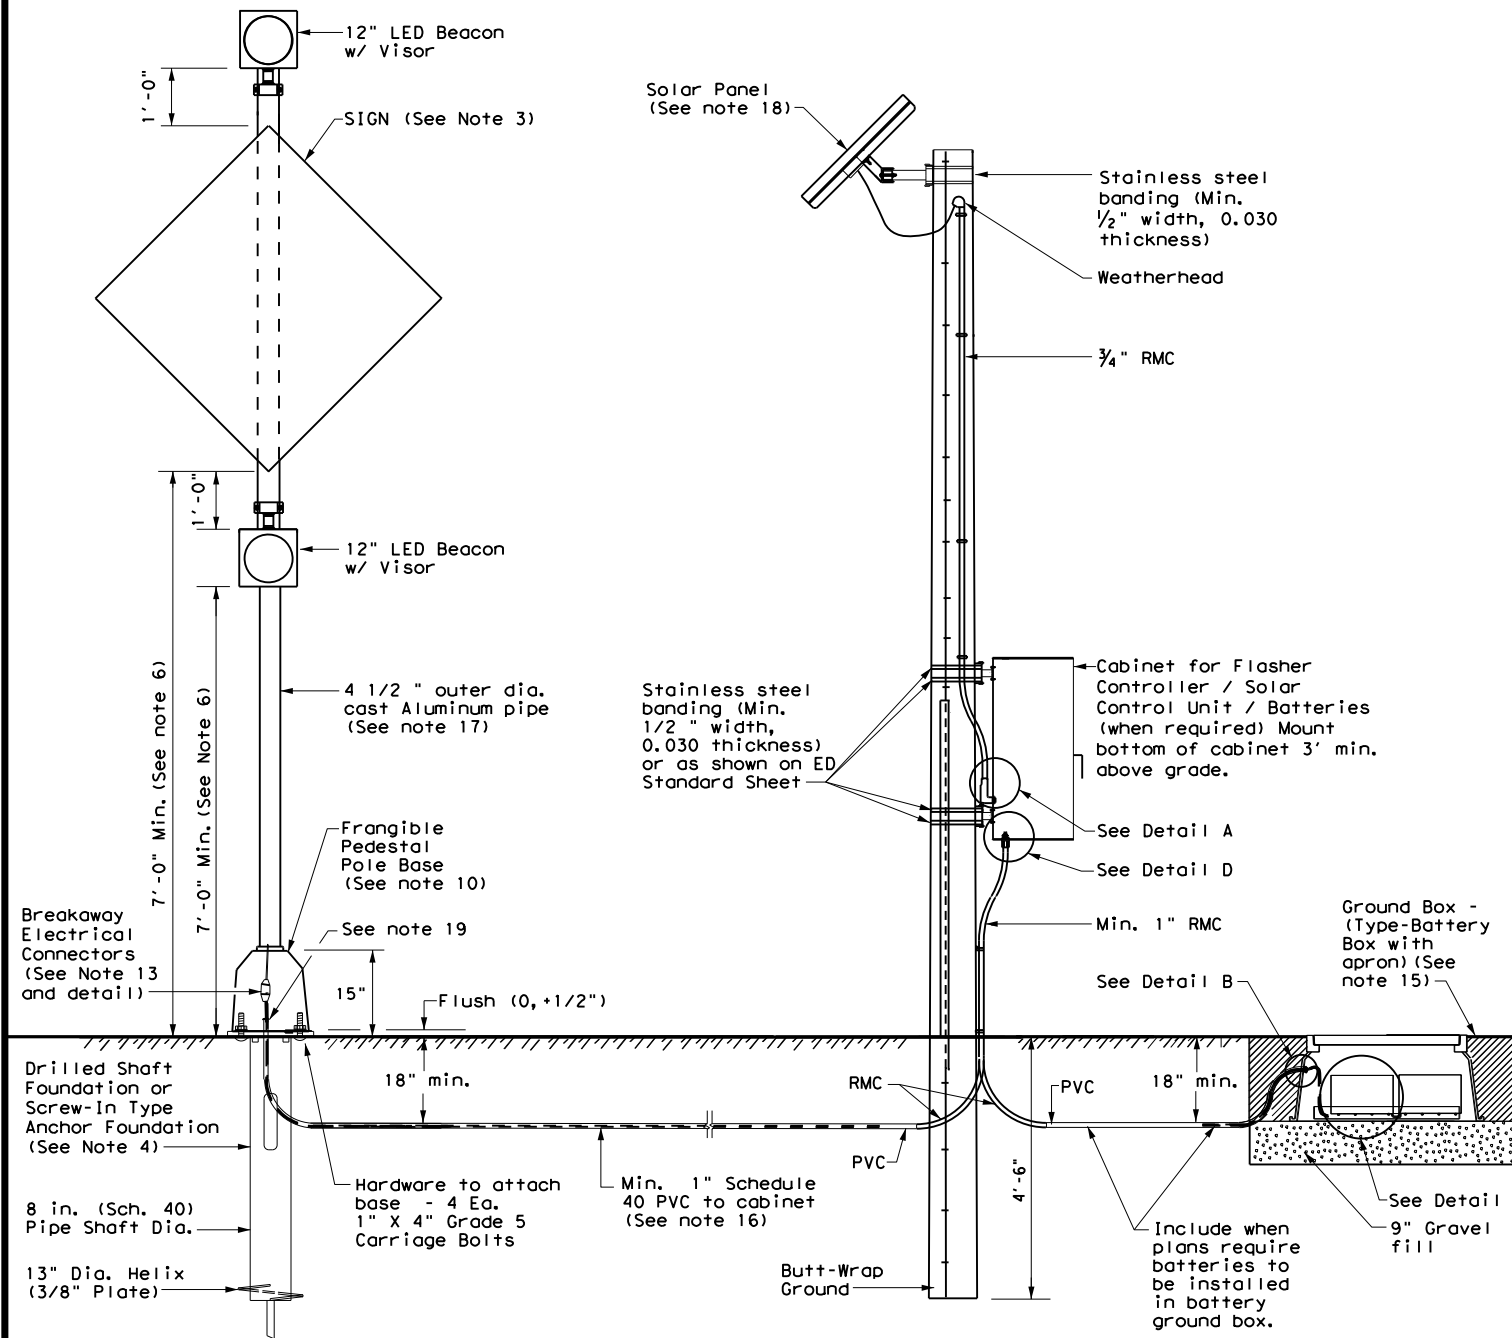 12" LED Beacon
w/ Visor
1'-0"
SIGN (See Note 3)
Solar Panel
(See note 18)
Stainless steel
banding (Min.
1/2" width, 0.030
thickness)
Weatherhead
3/4" RMC
1'-0"
12" LED Beacon
w/ Visor
7'-0" Min. (See note 6)
7'-0" Min. (See Note 6)
4 1/2 " outer dia.
cast Aluminum pipe
(See note 17)
Stainless steel
banding (Min.
1/2 " width,
0.030 thickness)
or as shown on ED
Standard Sheet
Cabinet for Flasher
Controller / Solar
Control Unit / Batteries
(when required) Mount
bottom of cabinet 3' min.
above grade.
Frangible
Pedestal
Pole Base
(See note 10)
See Detail A
See Detail D
Breakaway
Electrical
Connectors
(See Note 13
and detail)
See note 19
15"
Flush (0,+1/2")
Min. 1" RMC
See Detail B
Ground Box -
(Type-Battery
Box with
apron)(See
note 15)
Drilled Shaft
Foundation or
Screw-In Type
Anchor Foundation
(See Note 4)
18" min.
RMC
PVC
18" min.
PVC
4'-6"
8 in. (Sch. 40)
Pipe Shaft Dia.
Hardware to attach
base - 4 Ea.
1" X 4" Grade 5
Carriage Bolts
Min. 1" Schedule
40 PVC to cabinet
(See note 16)
13" Dia. Helix
(3/8" Plate)
Butt-Wrap
Ground
Include when
plans require
batteries to
be installed
in battery
ground box.
See Detail
9" Gravel
fill